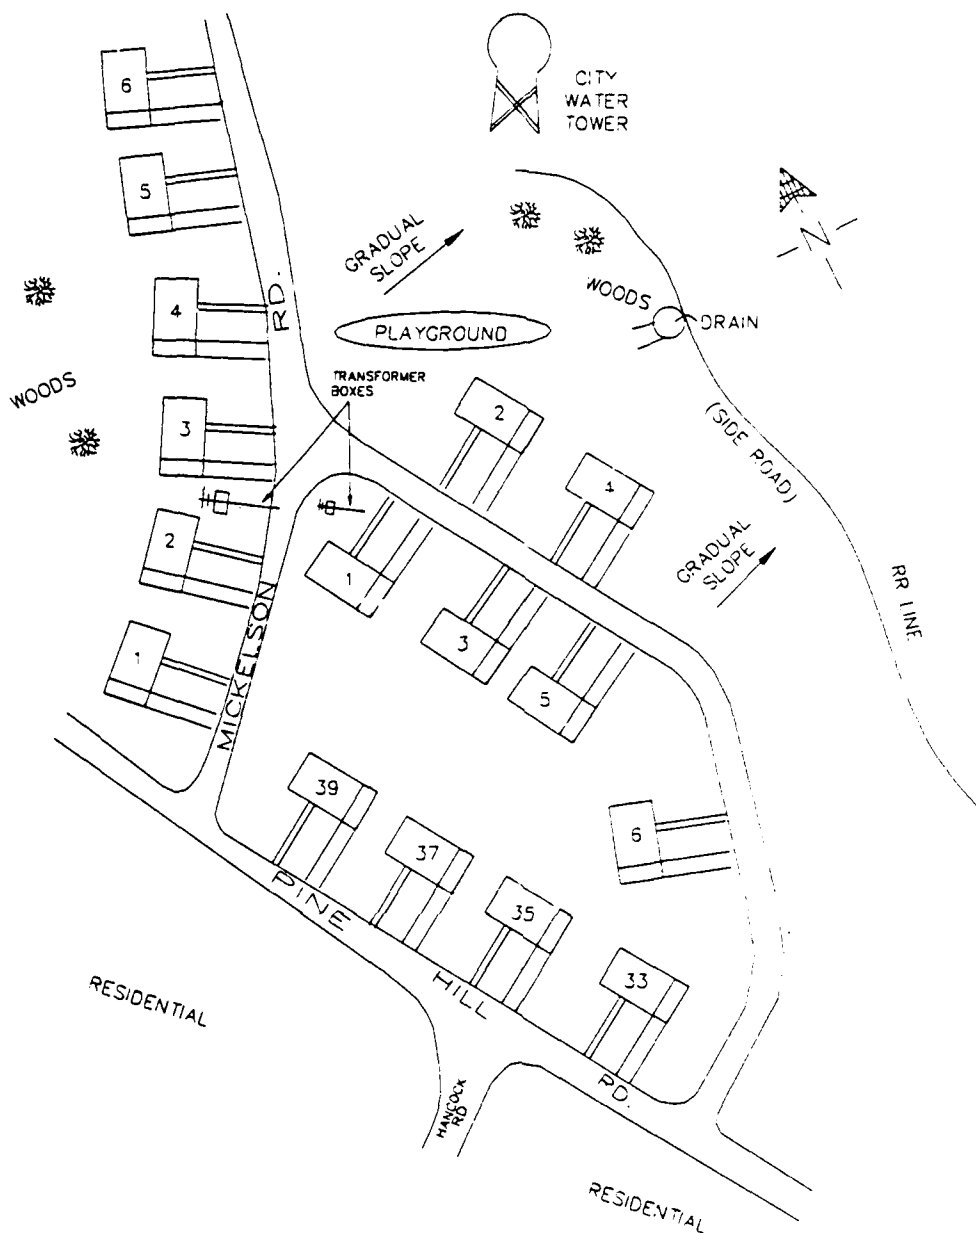 6
CITY
WATER
TOWER
5
GRADUAL
SLOPE
N
WOODS
4
RD.
PLAYGROUND
DRAIN
TRANSFORMER
BOXES
WOODS
3
2
(SIDE ROAD)
4
2
1
GRADUAL
SLOPE
RR LINE
3
1
5
MICKELSON
39
37
6
35
33
PINE
HILL
RD.
RESIDENTIAL
HANCOCK
RD
RESIDENTIAL